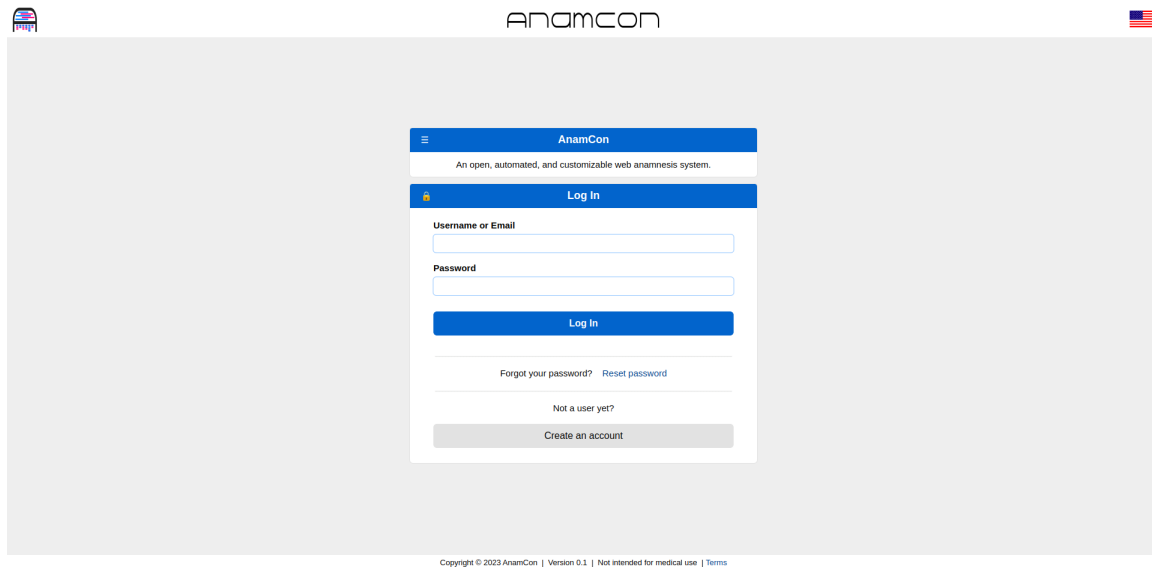 Anamcon
AnamCon
An open, automated, and customizable web anamnesis system.
Log In
Username or Email
Password
Log In
Forgot your password? Reset password
Not a user yet?
Create an account
Copyright © 2023 AnamCon | Version 0.1 | Not intended for medical use | Terms